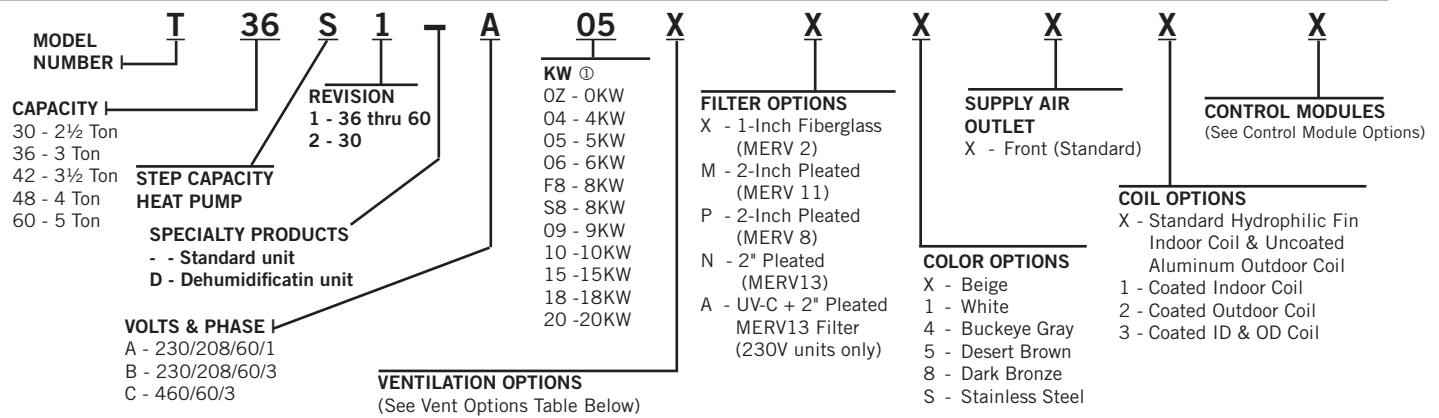 T 36 S 1 – A 05 X X X X X X
MODEL
NUMBER
CAPACITY
30 - 2½ Ton
36 - 3 Ton
42 - 3½ Ton
48 - 4 Ton
60 - 5 Ton
STEP CAPACITY
HEAT PUMP
REVISION
1 - 36 thru 60
2 - 30
SPECIALTY PRODUCTS
- - Standard unit
D - Dehumidificatin unit
VOLTS & PHASE
A - 230/208/60/1
B - 230/208/60/3
C - 460/60/3
KW ①
0Z - 0KW
04 - 4KW
05 - 5KW
06 - 6KW
F8 - 8KW
S8 - 8KW
09 - 9KW
10 -10KW
15 -15KW
18 -18KW
20 -20KW
VENTILATION OPTIONS
(See Vent Options Table Below)
FILTER OPTIONS
X - 1-Inch Fiberglass
(MERV 2)
M - 2-Inch Pleated
(MERV 11)
P - 2-Inch Pleated
(MERV 8)
N - 2" Pleated
(MERV13)
A - UV-C + 2" Pleated
MERV13 Filter
(230V units only)
COLOR OPTIONS
X - Beige
1 - White
4 - Buckeye Gray
5 - Desert Brown
8 - Dark Bronze
S - Stainless Steel
SUPPLY AIR
OUTLET
X - Front (Standard)
COIL OPTIONS
X - Standard Hydrophilic Fin
Indoor Coil & Uncoated
Aluminum Outdoor Coil
1 - Coated Indoor Coil
2 - Coated Outdoor Coil
3 - Coated ID & OD Coil
CONTROL MODULES
(See Control Module Options)